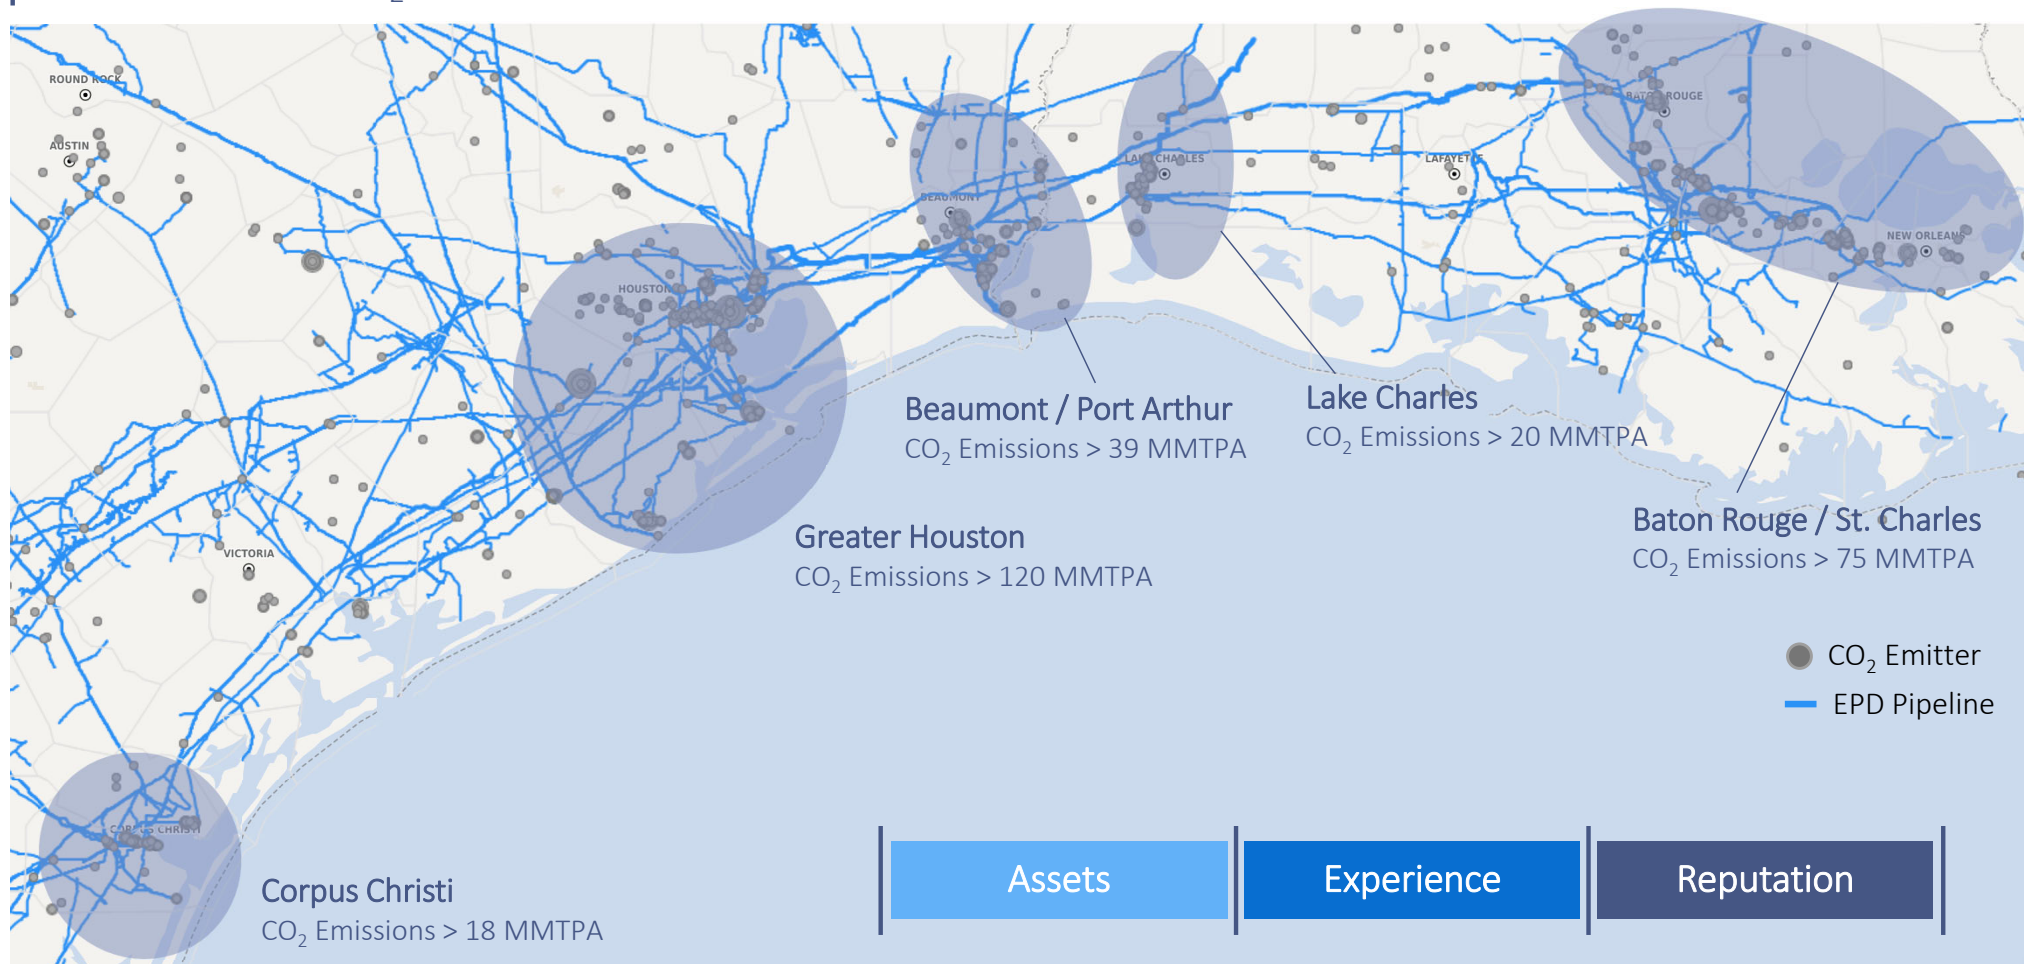 ROUND ROCK
AUSTIN
BATON ROUGE
LAKE CHARLES
LAFAYETTE
BEAUMONT
NEW ORLEANS
HOUSTON
Beaumont / Port Arthur
CO₂ Emissions > 39 MMTPA
Lake Charles
CO₂ Emissions > 20 MMTPA
Greater Houston
CO₂ Emissions > 120 MMTPA
Baton Rouge / St. Charles
CO₂ Emissions > 75 MMTPA
VICTORIA
CO₂ Emitter
EPD Pipeline
CORPUS CHRISTI
Corpus Christi
CO₂ Emissions > 18 MMTPA
Assets
Experience
Reputation